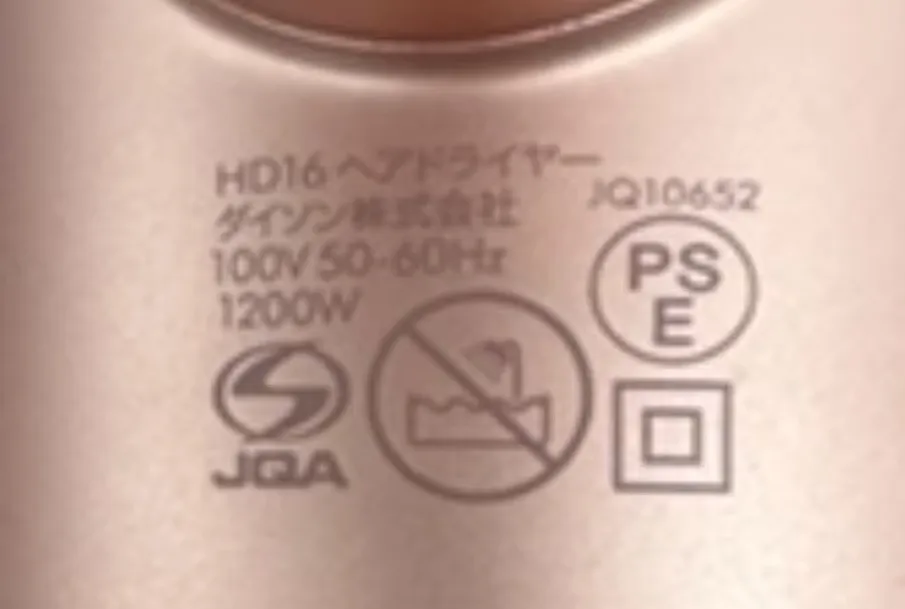 HD16 ヘアドライヤー
ダイソン株式会社
100V 50-60Hz
1200W
JQA
JQ10652
PS
E